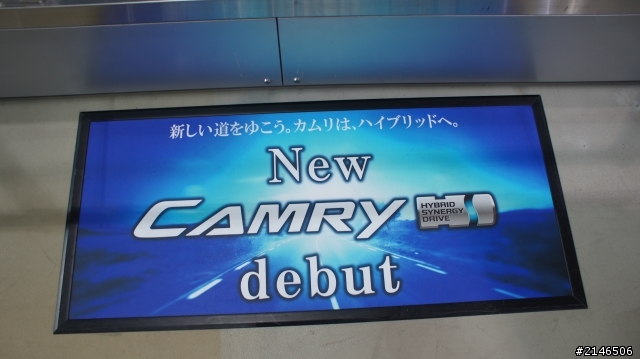 新しい道をゆこう。カムリは、ハイブリッドへ。
New
CAMRY HYBRID SYNERGY DRIVE
debut
#2146506